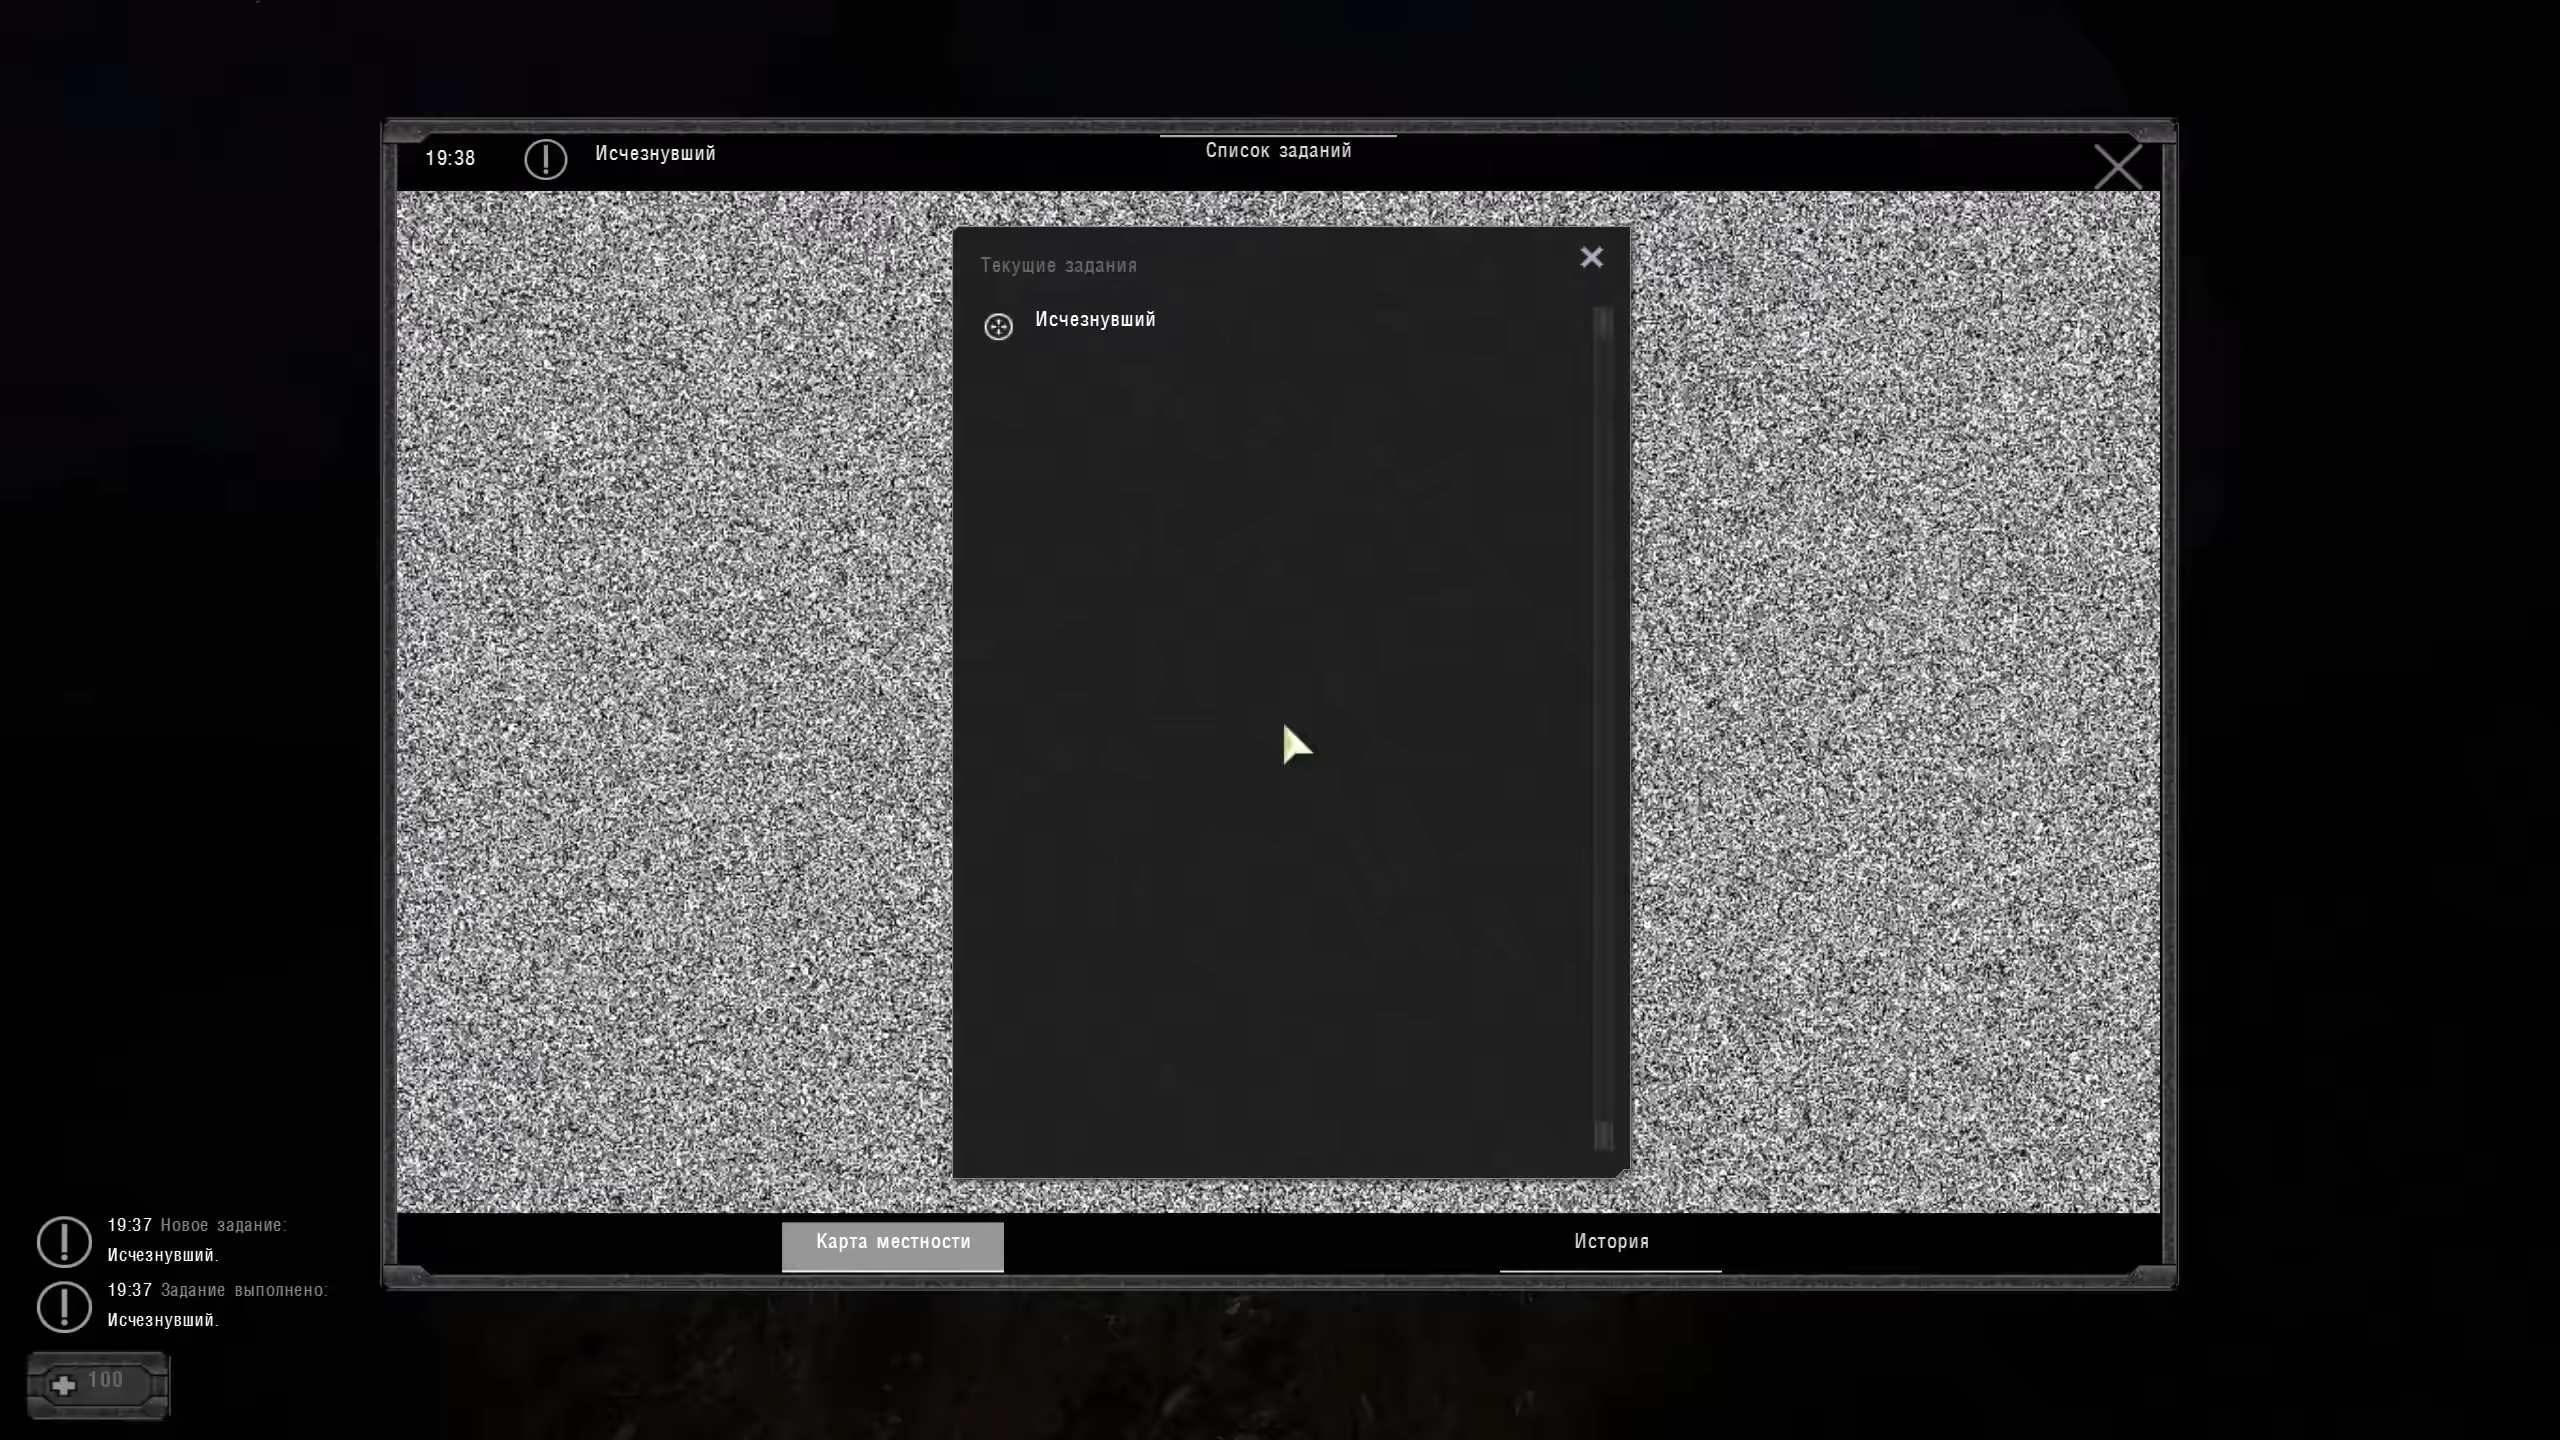 19:38
Исчезнувший
Список заданий
Текущие задания
Исчезнувший
Карта местности
История
19:37 Новое задание:
Исчезнувший.
19:37 Задание выполнено:
Исчезнувший.
100